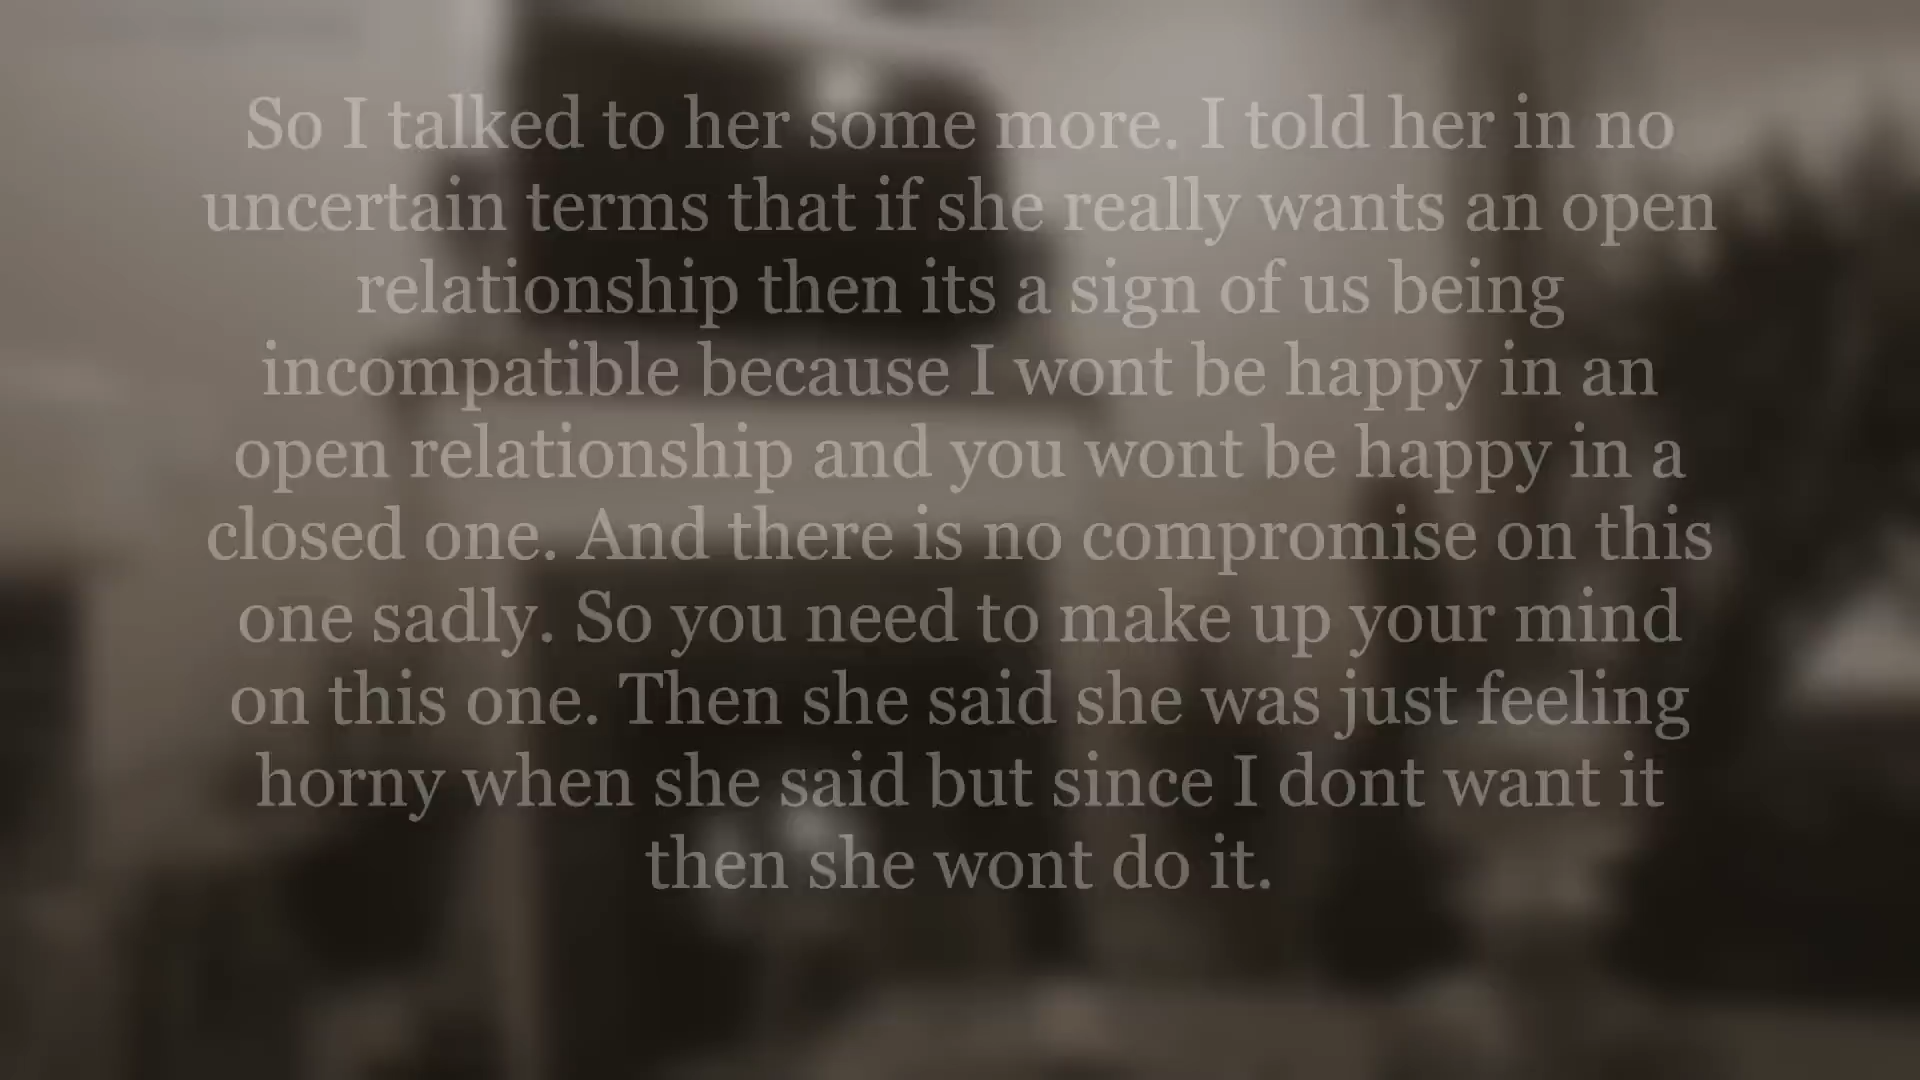 So I talked to her some more. I told her in no
uncertain terms that if she really wants an open
relationship then its a sign of us being
incompatible because I wont be happy in an
open relationship and you wont be happy in a
closed one. And there is no compromise on this
one sadly. So you need to make up your mind
on this one. Then she said she was just feeling
horny when she said but since I dont want it
then she wont do it.